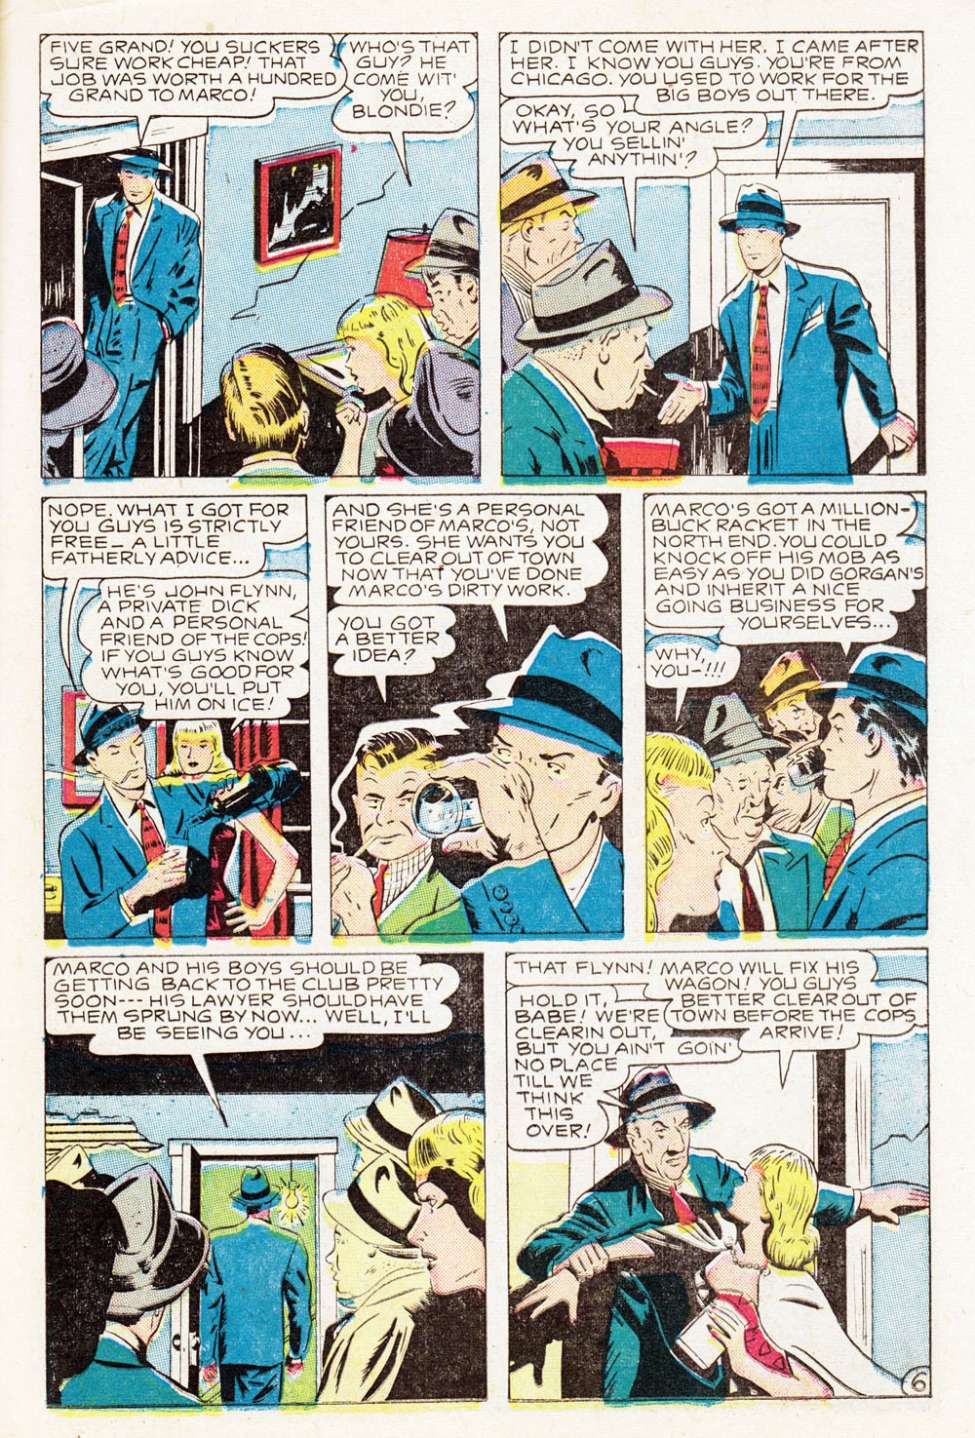 FIVE GRAND! YOU SUCKERS
SURE WORK CHEAP! THAT
JOB WAS WORTH A HUNDRED
GRAND TO MARCO!
WHO'S THAT
GUY? HE
COME WIT'
YOU,
BLONDIE?
I DIDN'T COME WITH HER. I CAME AFTER
HER. I KNOW YOU GUYS. YOU'RE FROM
CHICAGO. YOU USED TO WORK FOR THE
BIG BOYS OUT THERE.
OKAY, SO
WHAT'S YOUR ANGLE?
YOU SELLIN'
ANYTHIN'?
NOPE. WHAT I GOT FOR
YOU GUYS IS STRICTLY
FREE— A LITTLE
FATHERLY ADVICE...
HE'S JOHN FLYNN,
A PRIVATE DICK
AND A PERSONAL
FRIEND OF THE COPS!
IF YOU GUYS KNOW
WHAT'S GOOD FOR
YOU, YOU'LL PUT
HIM ON ICE!
AND SHE'S A PERSONAL
FRIEND OF MARCO'S, NOT
YOURS. SHE WANTS YOU
TO CLEAR OUT OF TOWN
NOW THAT YOU'VE DONE
MARCO'S DIRTY WORK.
YOU GOT
A BETTER
IDEA?
MARCO'S GOT A MILLION-
BUCK RACKET IN THE
NORTH END. YOU COULD
KNOCK OFF HIS MOB AS
EASY AS YOU DID GORGAN'S
AND INHERIT A NICE
GOING BUSINESS FOR
YOURSELVES...
WHY,
YOU-!!!
MARCO AND HIS BOYS SHOULD BE
GETTING BACK TO THE CLUB PRETTY
SOON--- HIS LAWYER SHOULD HAVE
THEM SPRUNG BY NOW... WELL, I'LL
BE SEEING YOU...
THAT FLYNN! MARCO WILL FIX HIS
WAGON! YOU GUYS
BETTER CLEAR OUT OF
TOWN BEFORE THE COPS
ARRIVE!
HOLD IT,
BABE! WE'RE
CLEARIN OUT,
BUT YOU AIN'T GOIN'
NO PLACE
TILL WE
THINK
THIS
OVER!
6